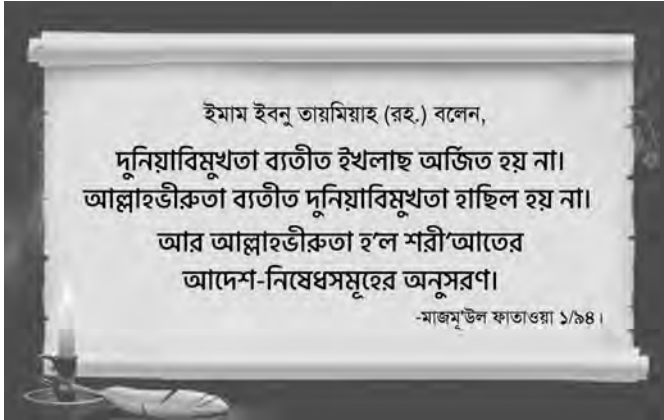 ইমাম ইবনু তায়মিয়াহ (রহ.) বলেন,
দুনিয়াবিমুখতা ব্যতীত ইখলাছ অর্জিত হয় না।
আল্লাহভীরুতা ব্যতীত দুনিয়াবিমুখতা হাছিল হয় না।
আর আল্লাহভীরুতা হ'ল শরী'আতের
আদেশ-নিষেধসমূহের অনুসরণ।
-মাজমূ'উল ফাতাওয়া ১/৯৪।